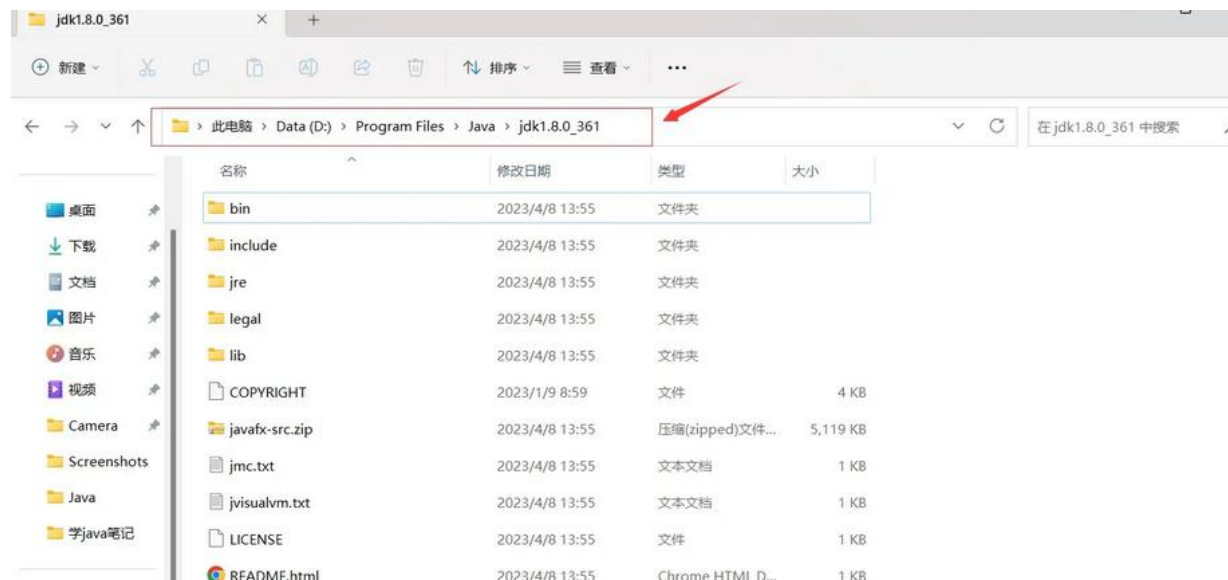 jdk1.8.0_361
新建 排序 查看
此电脑 > Data (D:) > Program Files > Java > jdk1.8.0_361 在 jdk1.8.0_361 中搜索
名称 修改日期 类型 大小
桌面
下载
文档
图片
音乐
视频
Camera
Screenshots
Java
学java笔记
bin 2023/4/8 13:55 文件夹
include 2023/4/8 13:55 文件夹
jre 2023/4/8 13:55 文件夹
legal 2023/4/8 13:55 文件夹
lib 2023/4/8 13:55 文件夹
COPYRIGHT 2023/1/9 8:59 文件 4 KB
javafx-src.zip 2023/4/8 13:55 压缩(zipped)文件... 5,119 KB
jmc.txt 2023/4/8 13:55 文本文档 1 KB
jvisualvm.txt 2023/4/8 13:55 文本文档 1 KB
LICENSE 2023/4/8 13:55 文件 1 KB
README.html 2023/4/8 13:55 Chrome HTML D... 1 KB